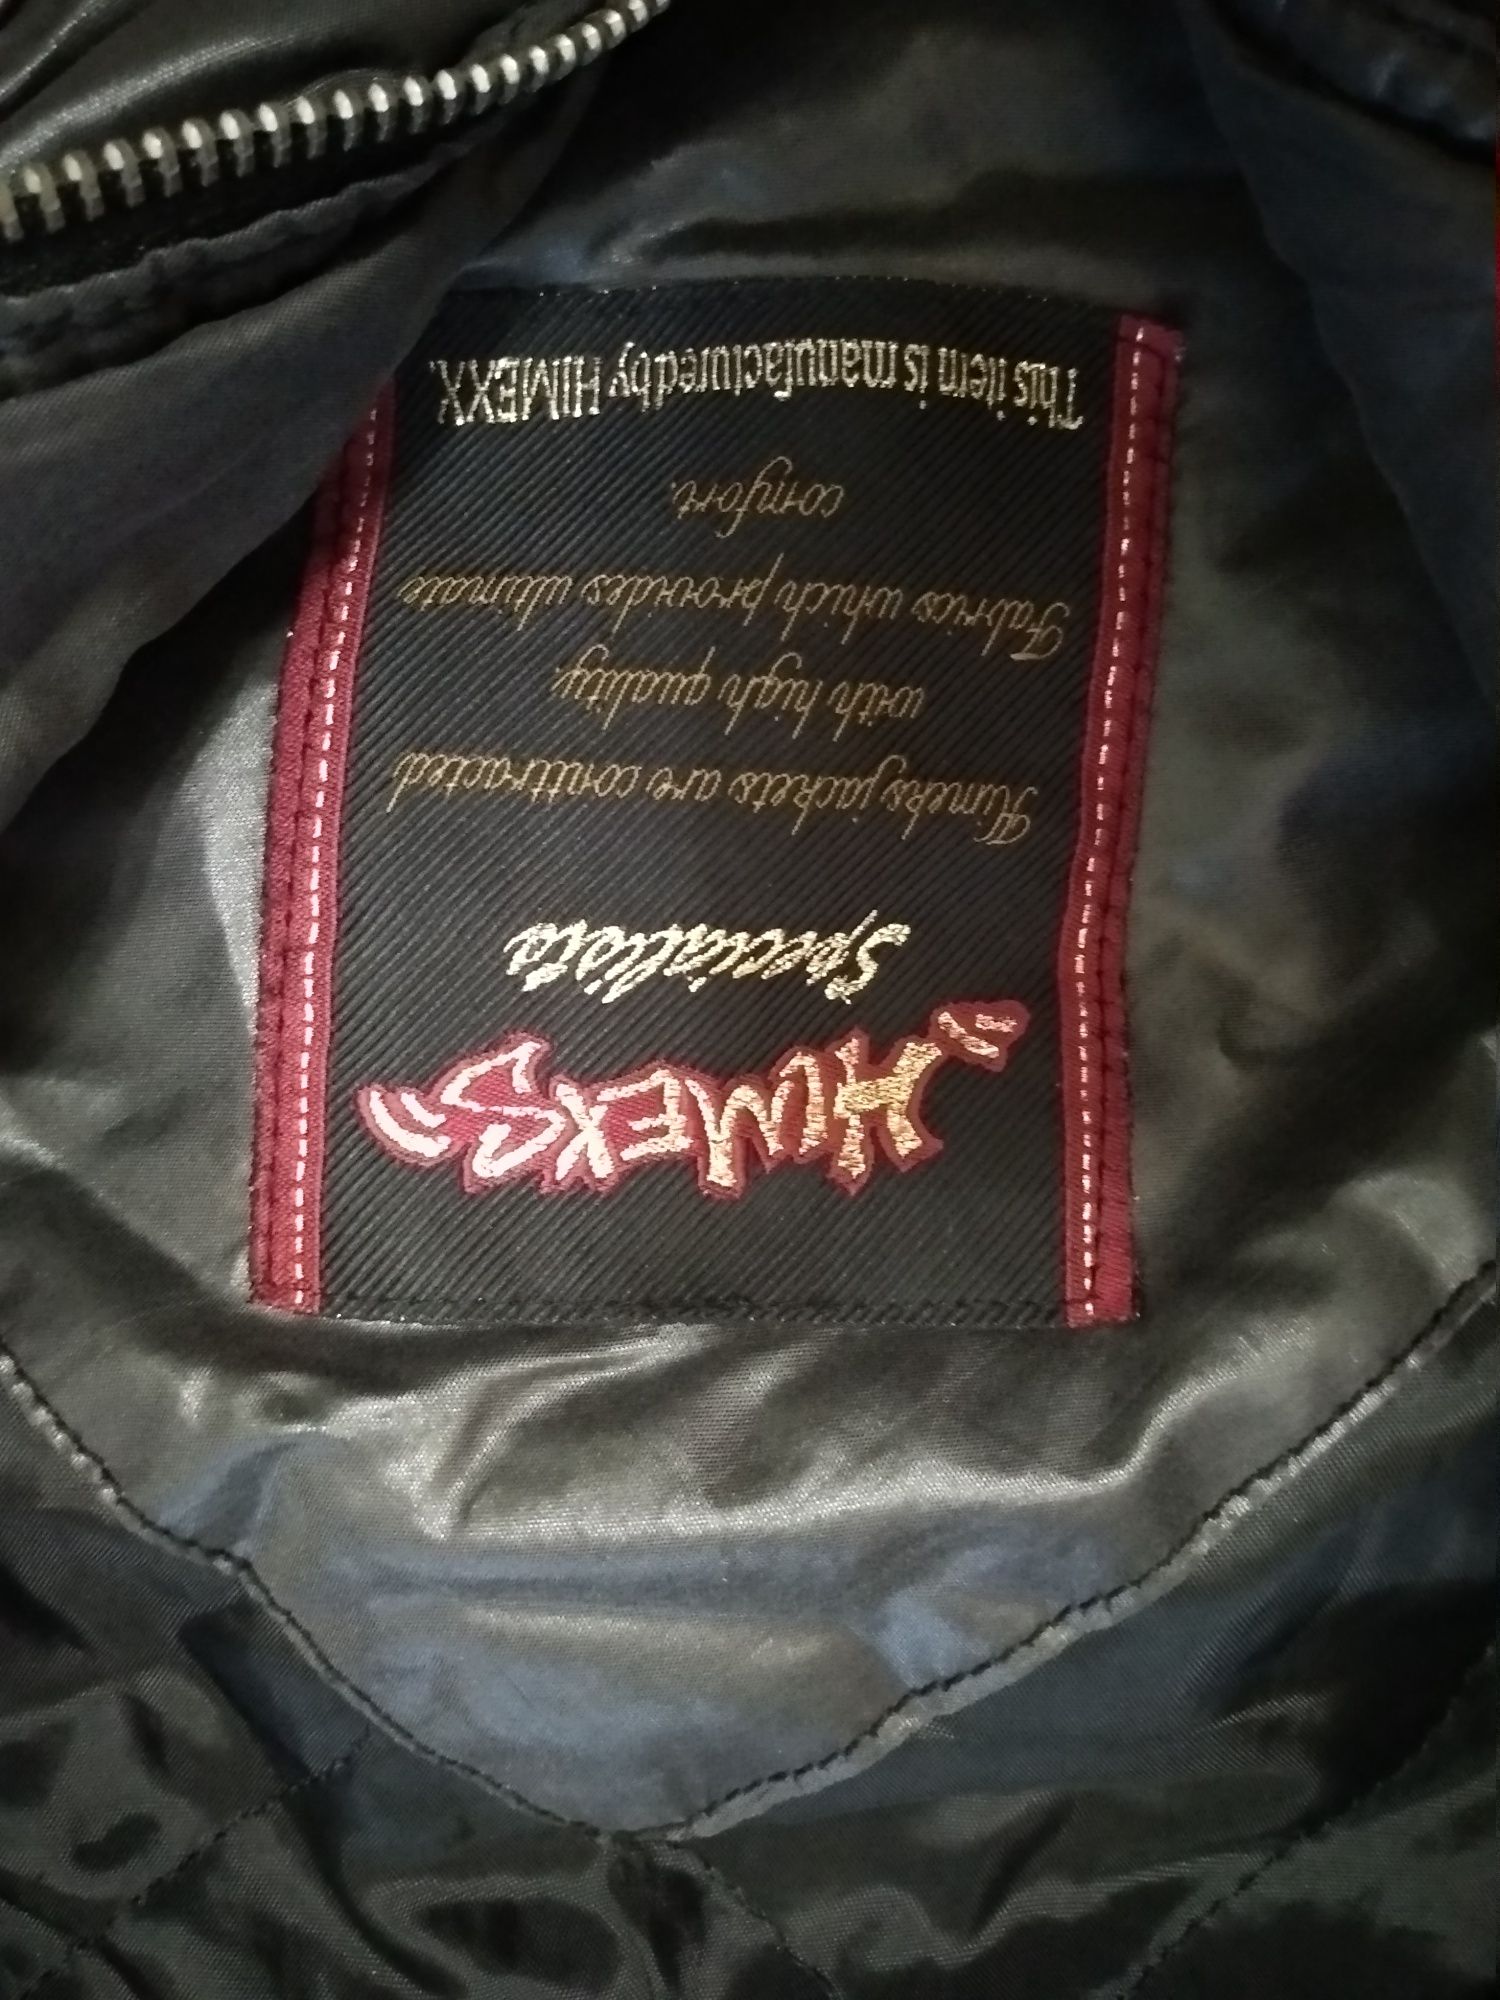 "HIMEXS"
Specialists
Himexs jackets are conttracted
with high quality.
Fabrics which provides ultimate
comfort.
This item is manufactured by HIMEXX.